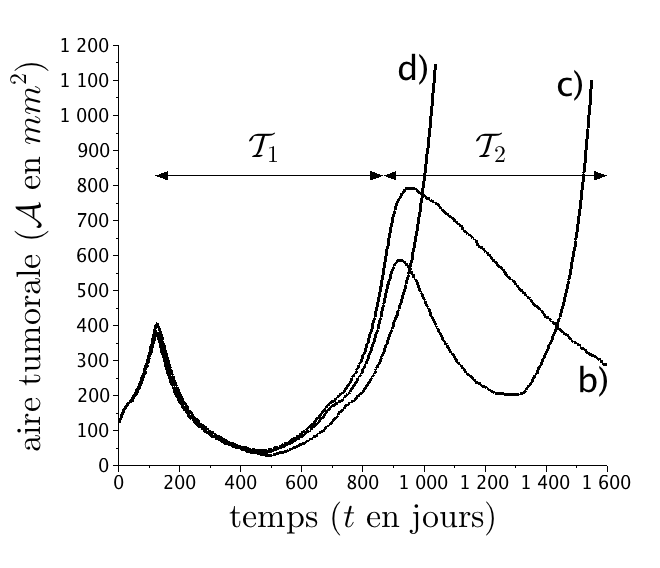 1 200
1 100
1 000
900
800
700
600
500
400
300
200
100
0
aire tumorale (𝒜 en mm²)
d)
c)
b)
𝒯₁
𝒯₂
0 200 400 600 800 1 000 1 200 1 400 1 600
temps (t en jours)